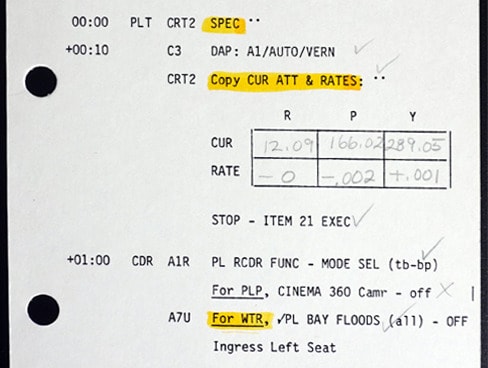 00:00 PLT CRT2 SPEC ··
+00:10 C3 DAP: A1/AUTO/VERN ✓
CRT2 Copy CUR ATT & RATES: ·· ✓
R P Y
CUR 12.09 166.02 289.05
RATE -0 -.002 +.001
STOP - ITEM 21 EXEC ✓
+01:00 CDR A1R PL RCDR FUNC - MODE SEL (tb-bp) ✓
For PLP, CINEMA 360 Camr - off X |
A7U For WTR, ✓PL BAY FLOODS (all) - OFF ✓
Ingress Left Seat